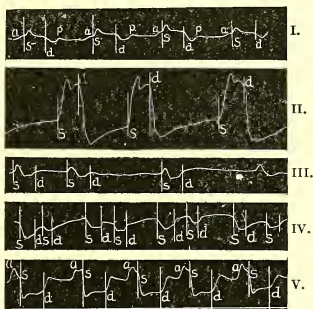 a s p d a s d p a s d p a s d I.
s d s d s d II.
s d s d s d III.
s d s d s d s d s d s d s d IV.
a s d a s d a s d a s d a s d V.